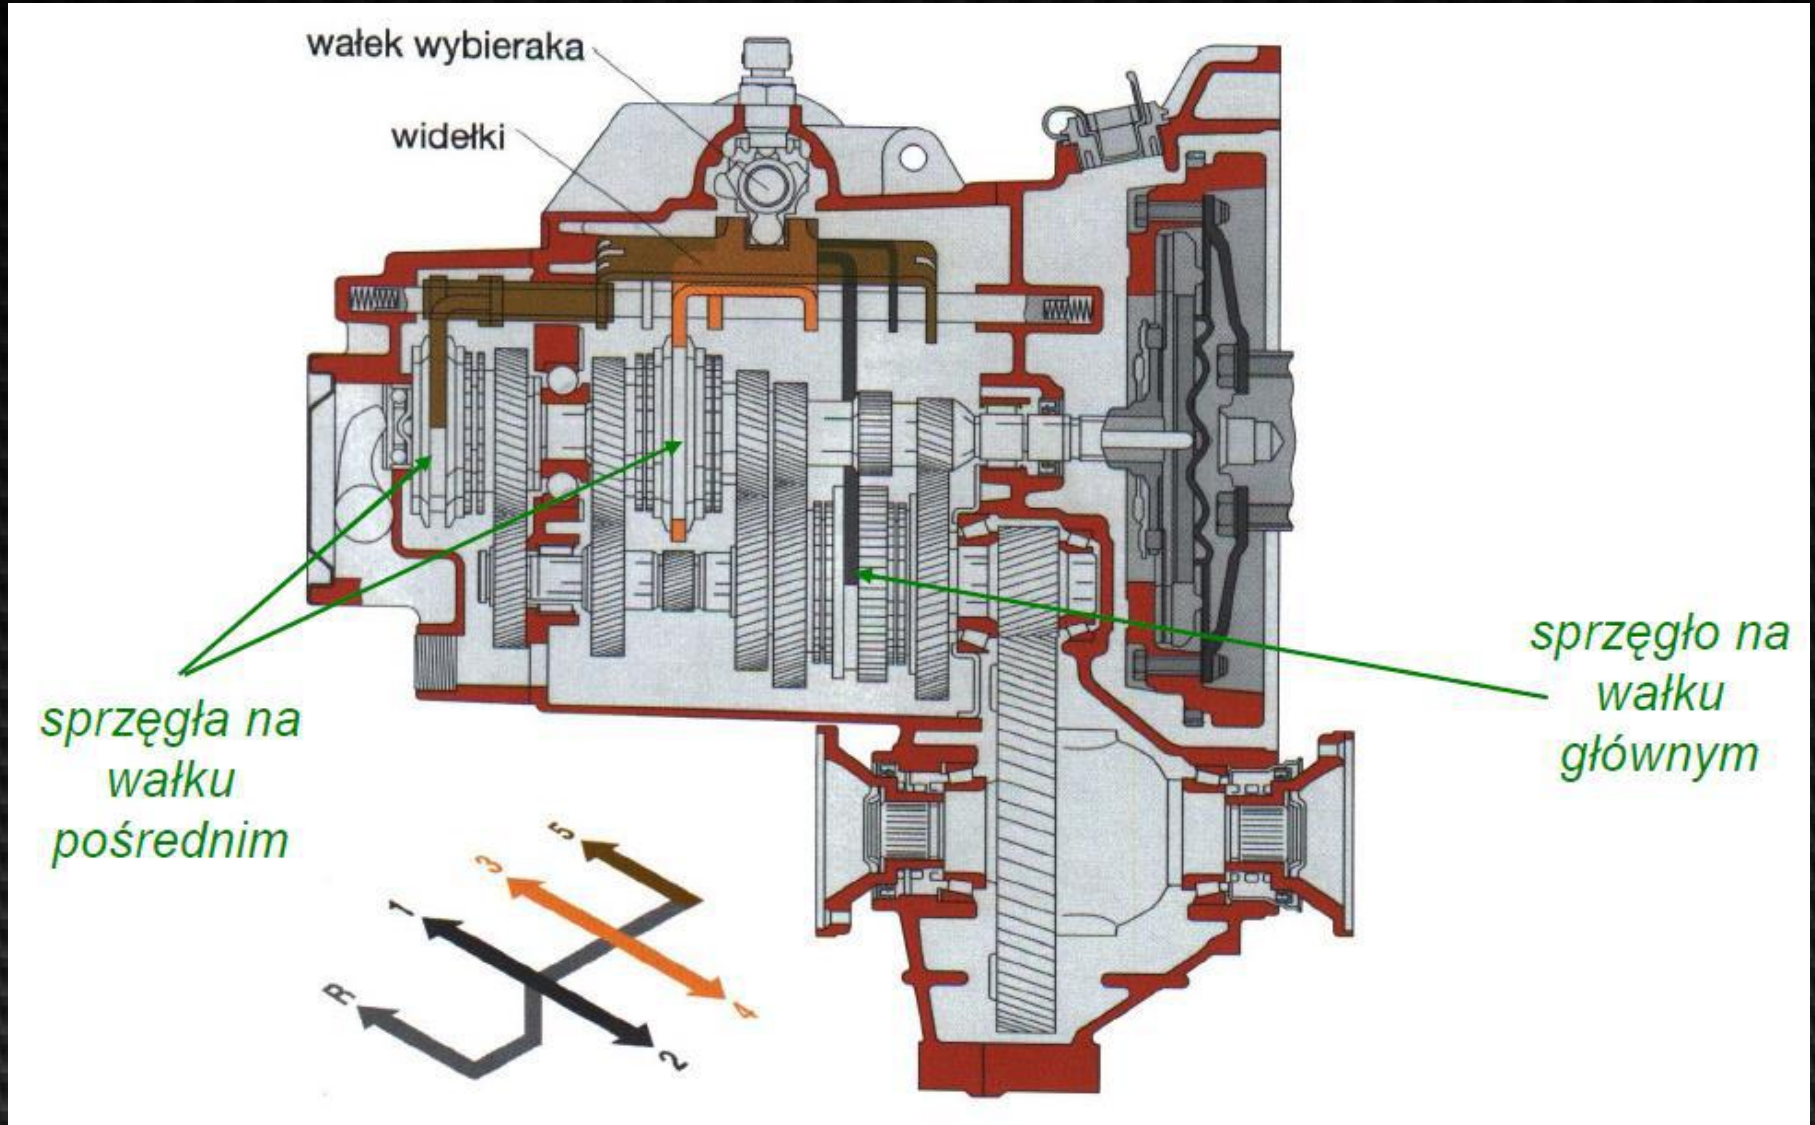 wałek wybieraka
widełki
sprzęgła na
wałku
pośrednim
sprzęgło na
wałku
głównym
5
3
1
R
4
2